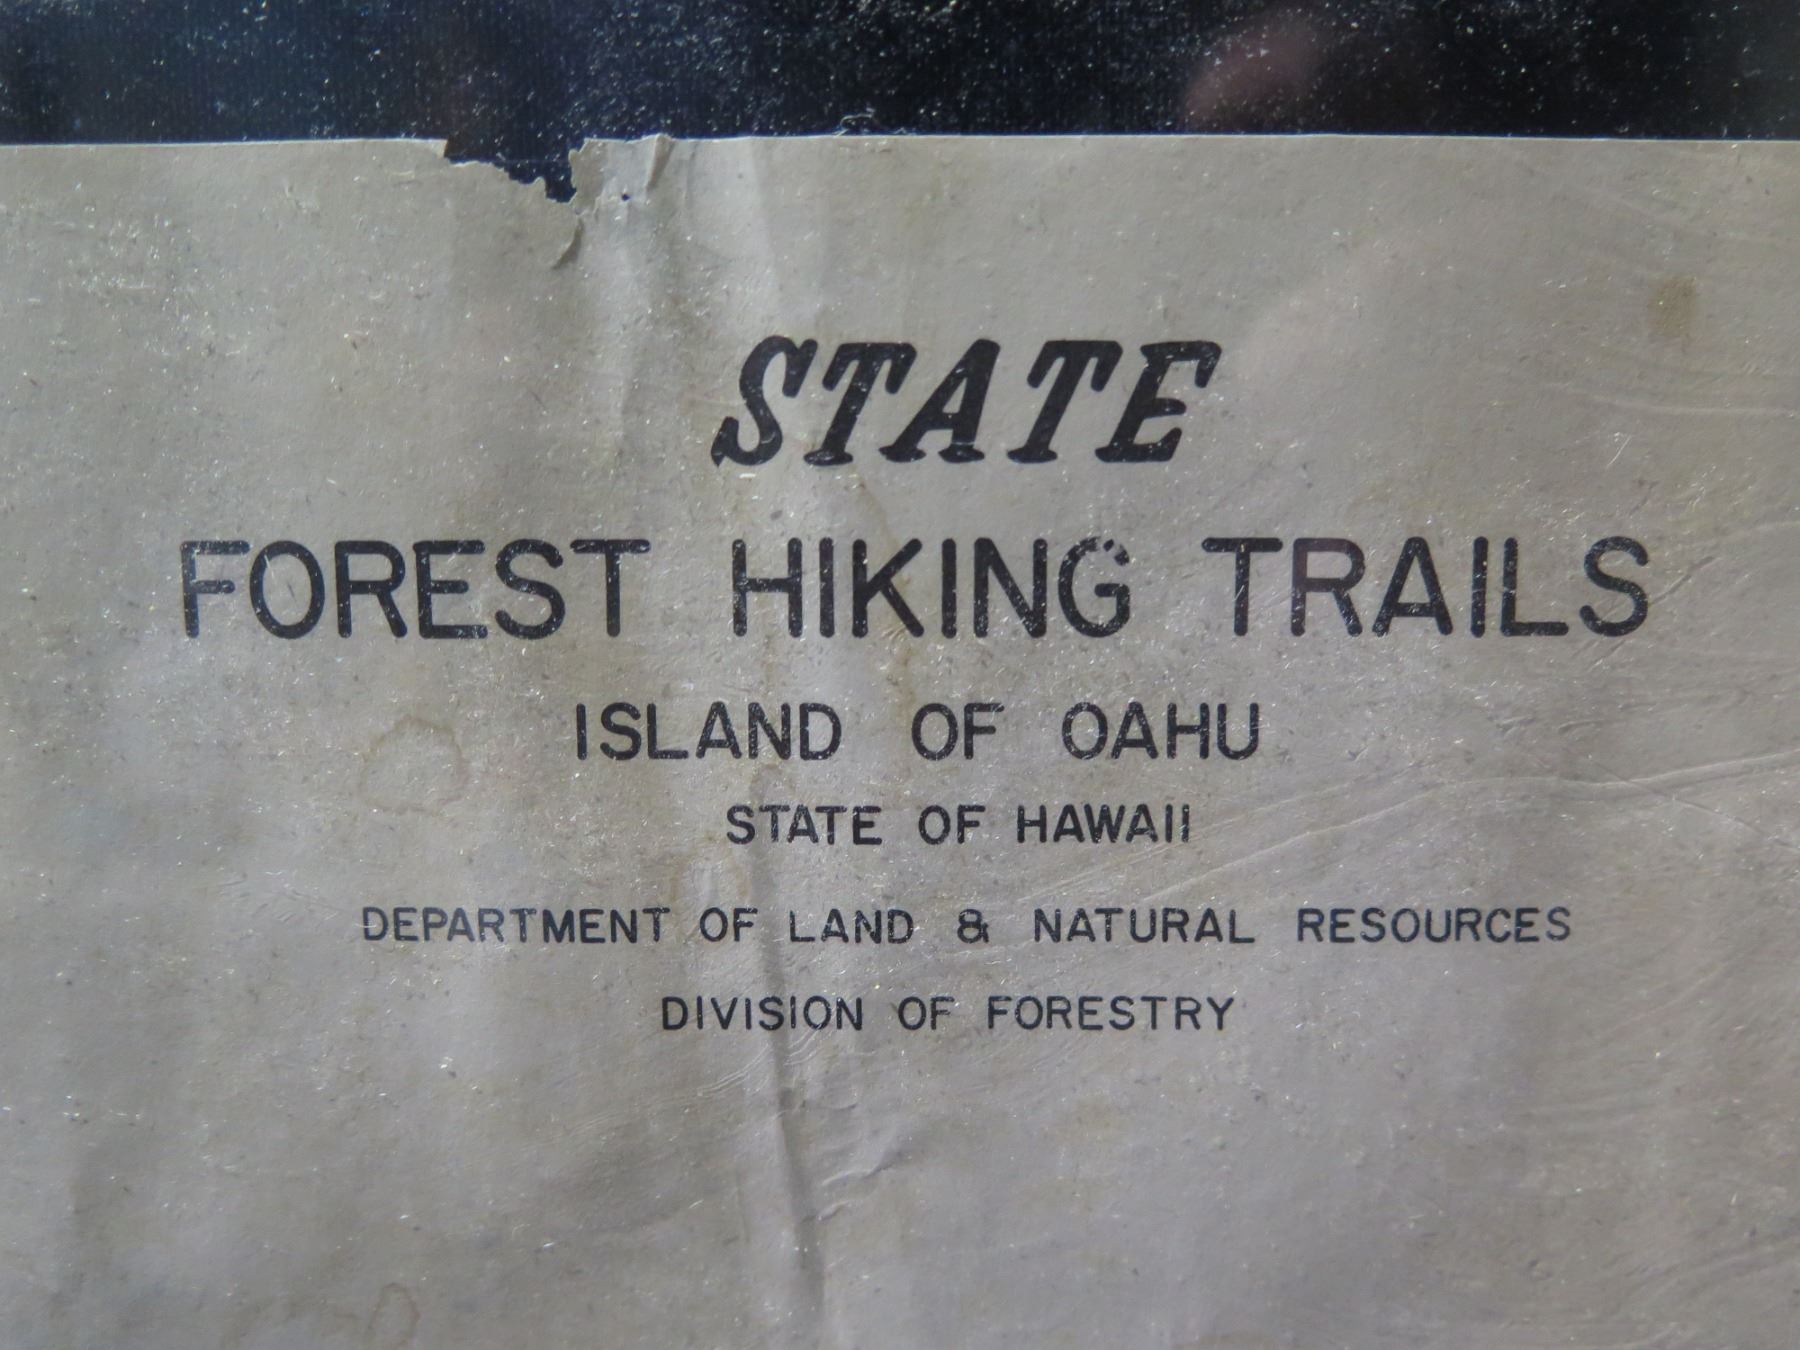 STATE
FOREST HIKING TRAILS
ISLAND OF OAHU
STATE OF HAWAII
DEPARTMENT OF LAND & NATURAL RESOURCES
DIVISION OF FORESTRY